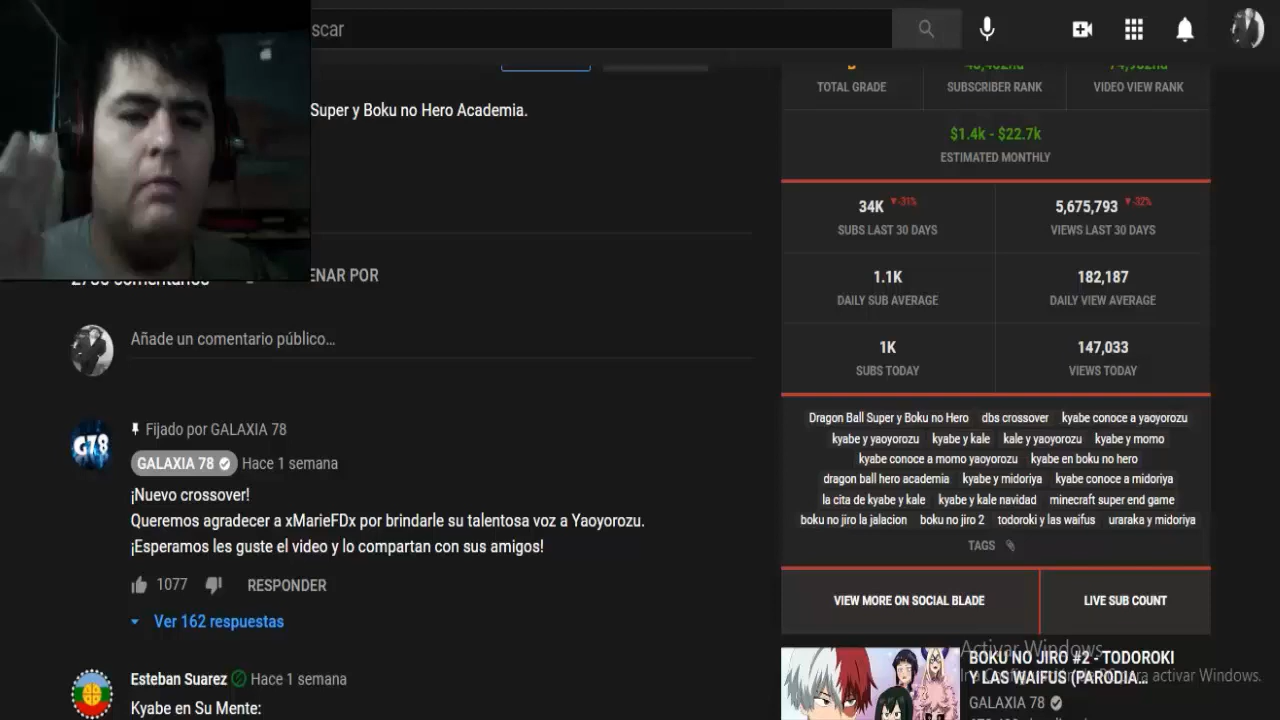 scar
Super y Boku no Hero Academia.
ENAR POR
Añade un comentario público...
Fijado por GALAXIA 78
G78
GALAXIA 78 Hace 1 semana
¡Nuevo crossover!
Queremos agradecer a xMarieFDx por brindarle su talentosa voz a Yaoyorozu.
¡Esperamos les guste el video y lo compartan con sus amigos!
1077 RESPONDER
Ver 162 respuestas
Esteban Suarez Hace 1 semana
Kyabe en Su Mente:
TOTAL GRADE SUBSCRIBER RANK VIDEO VIEW RANK
$1.4k - $22.7k
ESTIMATED MONTHLY
34K -31% 5,675,793 -32%
SUBS LAST 30 DAYS VIEWS LAST 30 DAYS
1.1K 182,187
DAILY SUB AVERAGE DAILY VIEW AVERAGE
1K 147,033
SUBS TODAY VIEWS TODAY
Dragon Ball Super y Boku no Hero dbs crossover kyabe conoce a yaoyorozu
kyabe y yaoyorozu kyabe y kale kale y yaoyorozu kyabe y momo
kyabe conoce a momo yaoyorozu kyabe en boku no hero
dragon ball hero academia kyabe y midoriya kyabe conoce a midoriya
la cita de kyabe y kale kyabe y kale navidad minecraft super end game
boku no jiro la jalacion boku no jiro 2 todoroki y las waifus uraraka y midoriya
TAGS
VIEW MORE ON SOCIAL BLADE LIVE SUB COUNT
Activar Windows
BOKU NO JIRO #2 - TODOROKI
Y LAS WAIFUS (PARODIA...
para activar Windows.
GALAXIA 78